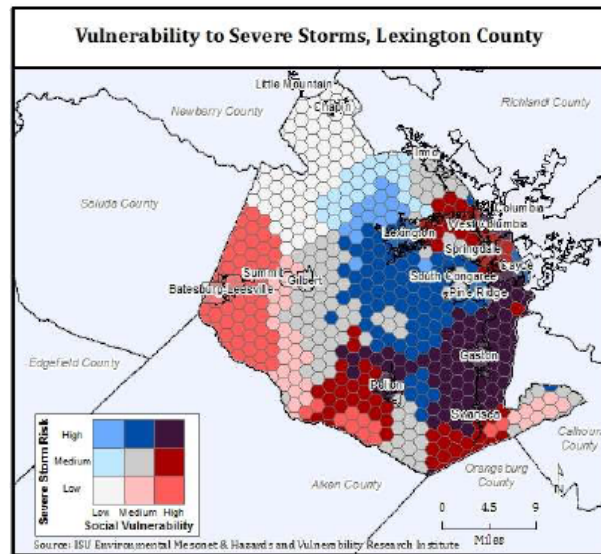 Vulnerability to Severe Storms, Lexington County
Little Mountain
Chapin
Newberry County
Richland County
Irmo
Saluda County
Columbia
West Columbia
Lexington
Springdale
Cayce
Summit
South Congaree
Batesburg-Leesville
Gilbert
Pine Ridge
Edgefield County
Gaston
Pelion
Swansea
Calhoun
County
Orangeburg
County
Aiken County
N
Severe Storm Risk
High
Medium
Low
Low Medium High
Social Vulnerability
0 4.5 9
Miles
Source: ISU Environmental Mesonet & Hazards and Vulnerability Research Institute